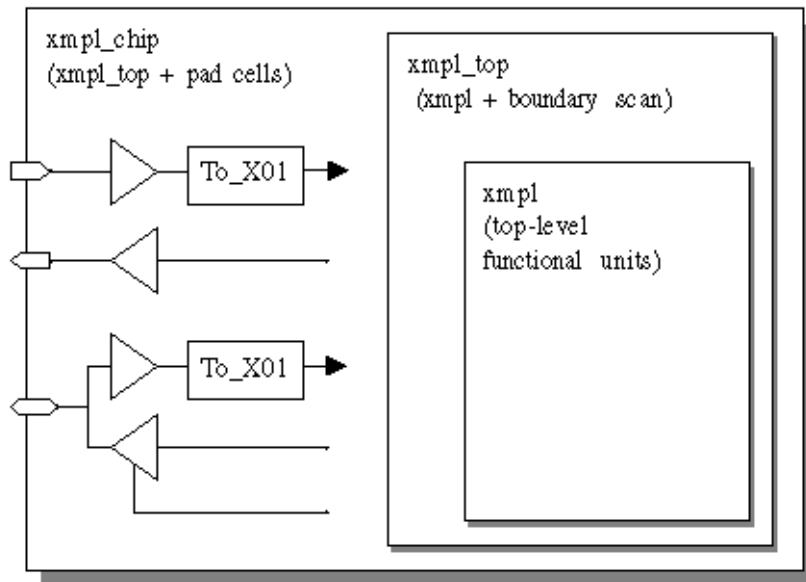 xmpl_chip
(xmpl_top + pad cells)
xmpl_top
(xmpl + boundary scan)
To_X01
xmpl
(top-level
functional units)
To_X01